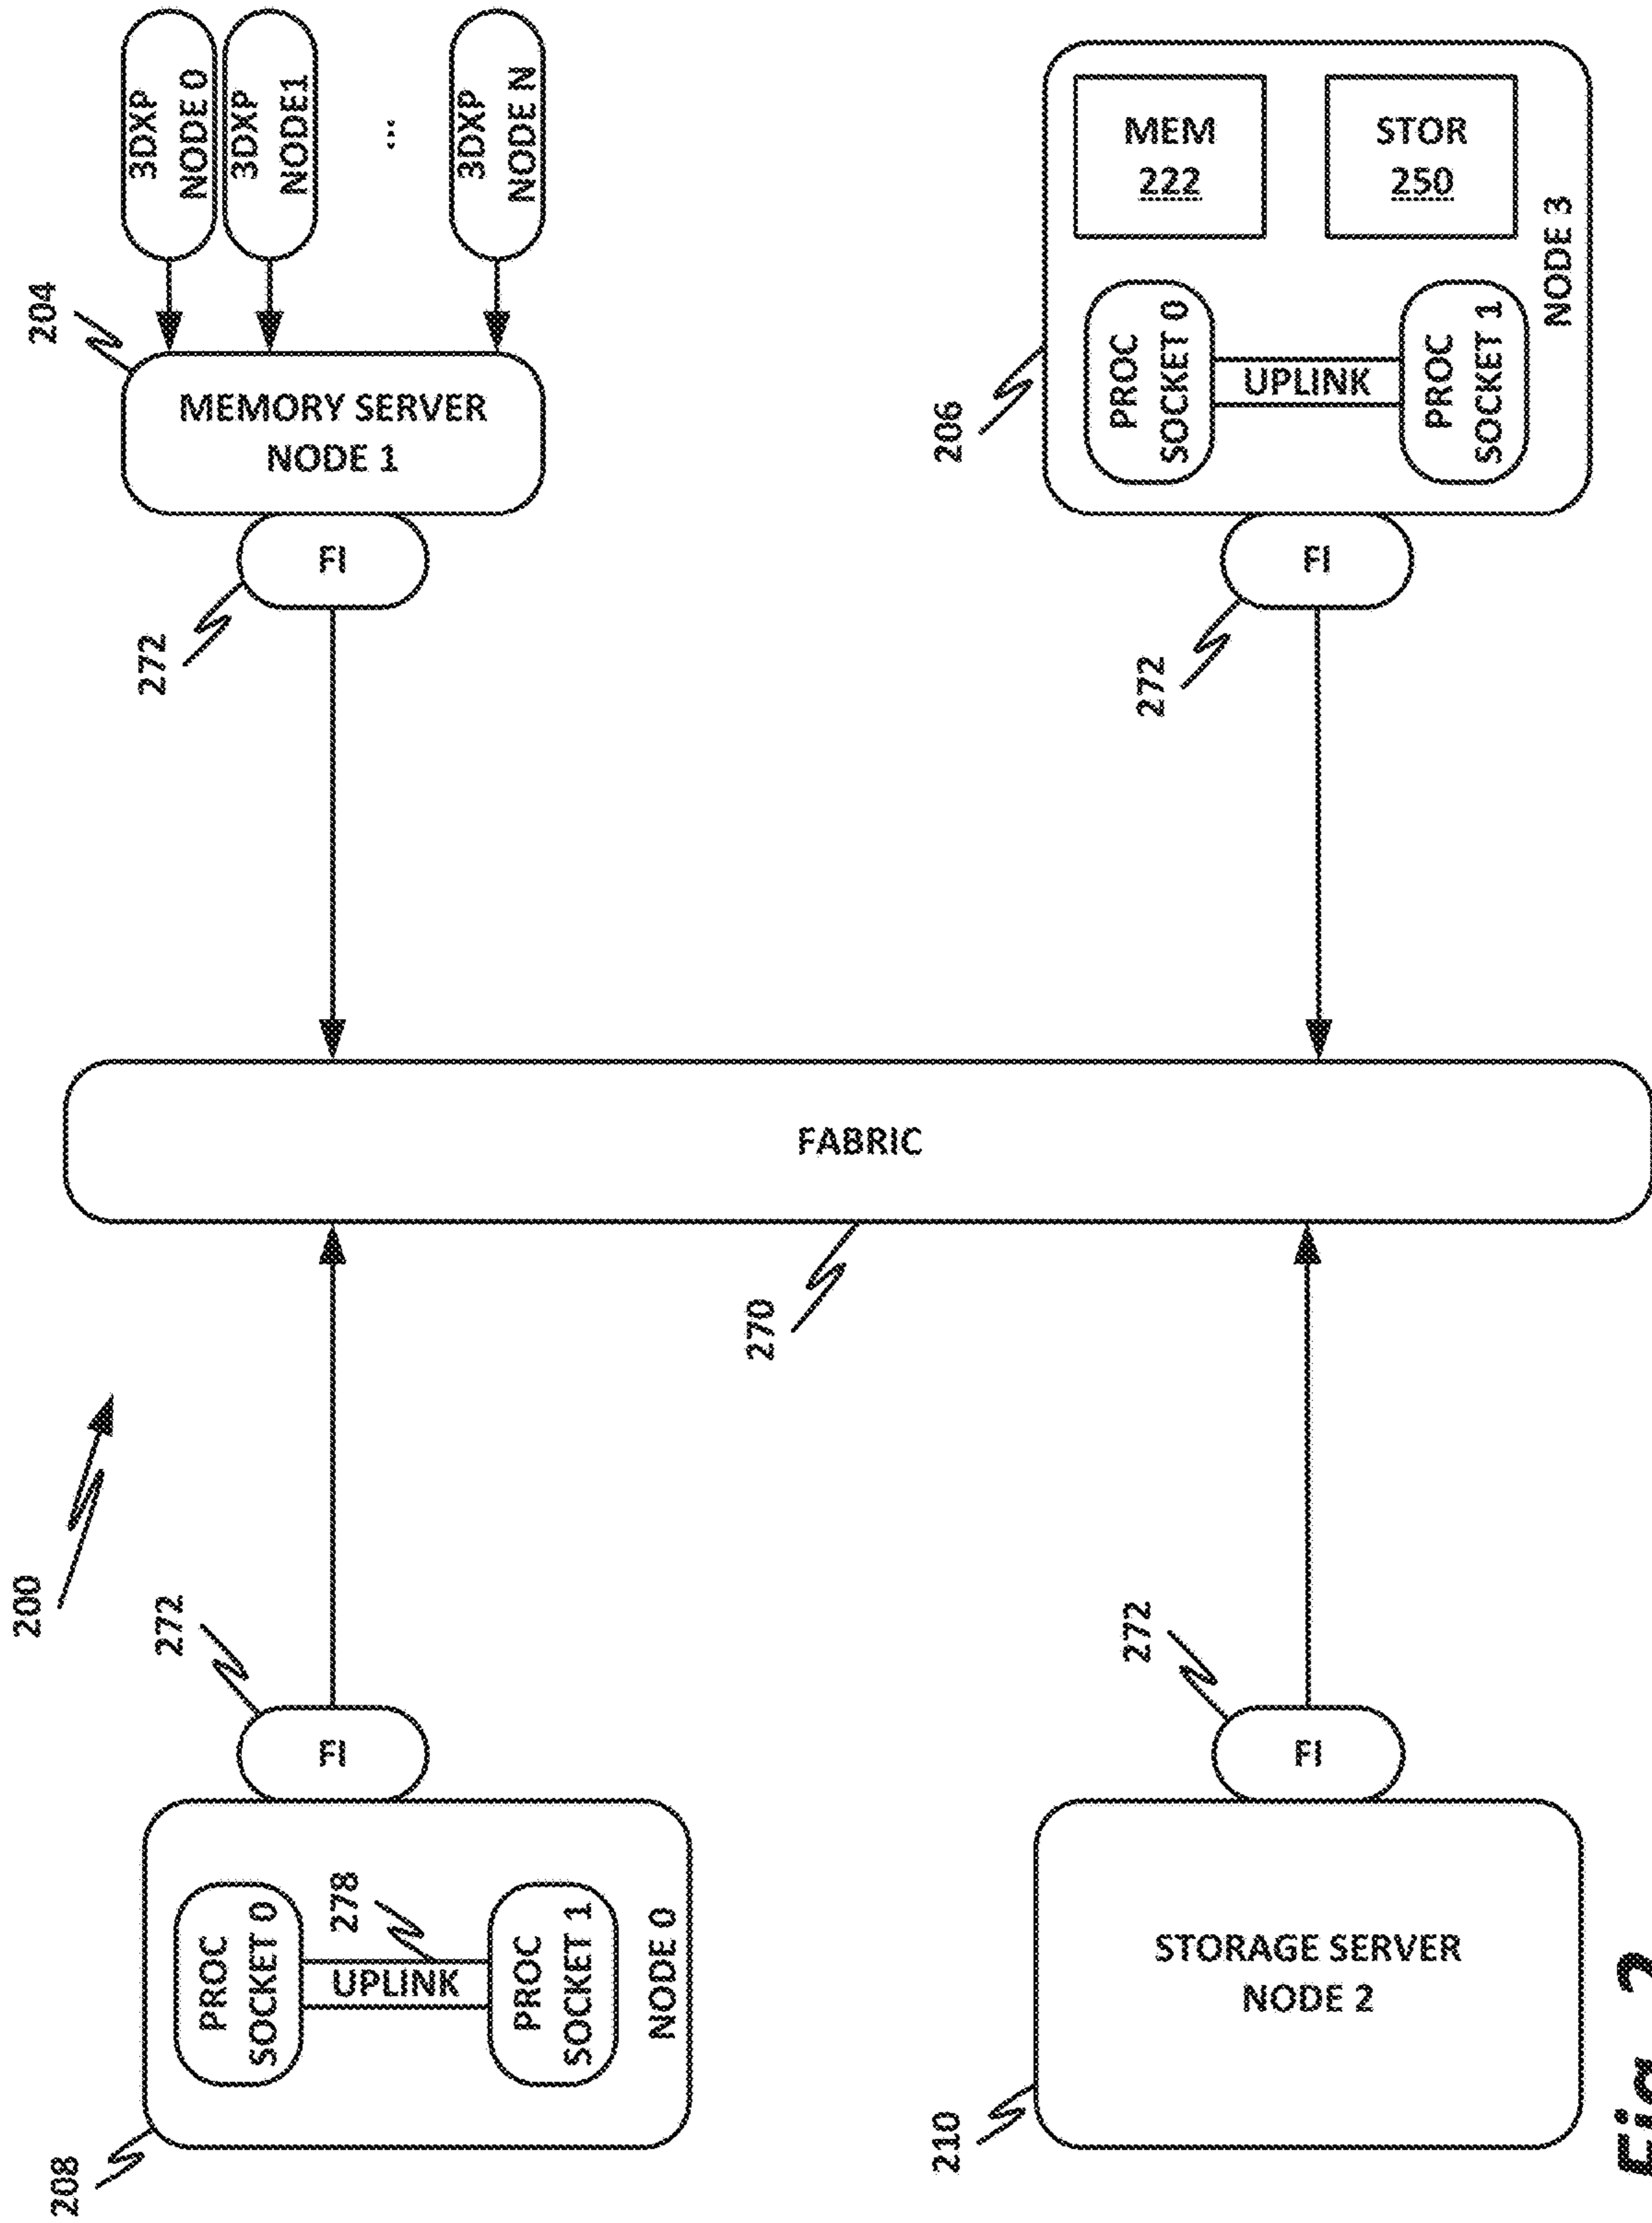 3DXP
NODE 0
3DXP
NODE1
...
3DXP
NODE N
204
MEMORY SERVER
NODE 1
FI
272
MEM
222
STOR
250
PROC
SOCKET 0
UPLINK
PROC
SOCKET 1
NODE 3
206
FI
272
FABRIC
270
200
272
FI
PROC
SOCKET 0
278
UPLINK
PROC
SOCKET 1
NODE 0
208
272
FI
STORAGE SERVER
NODE 2
210
Fig. 2